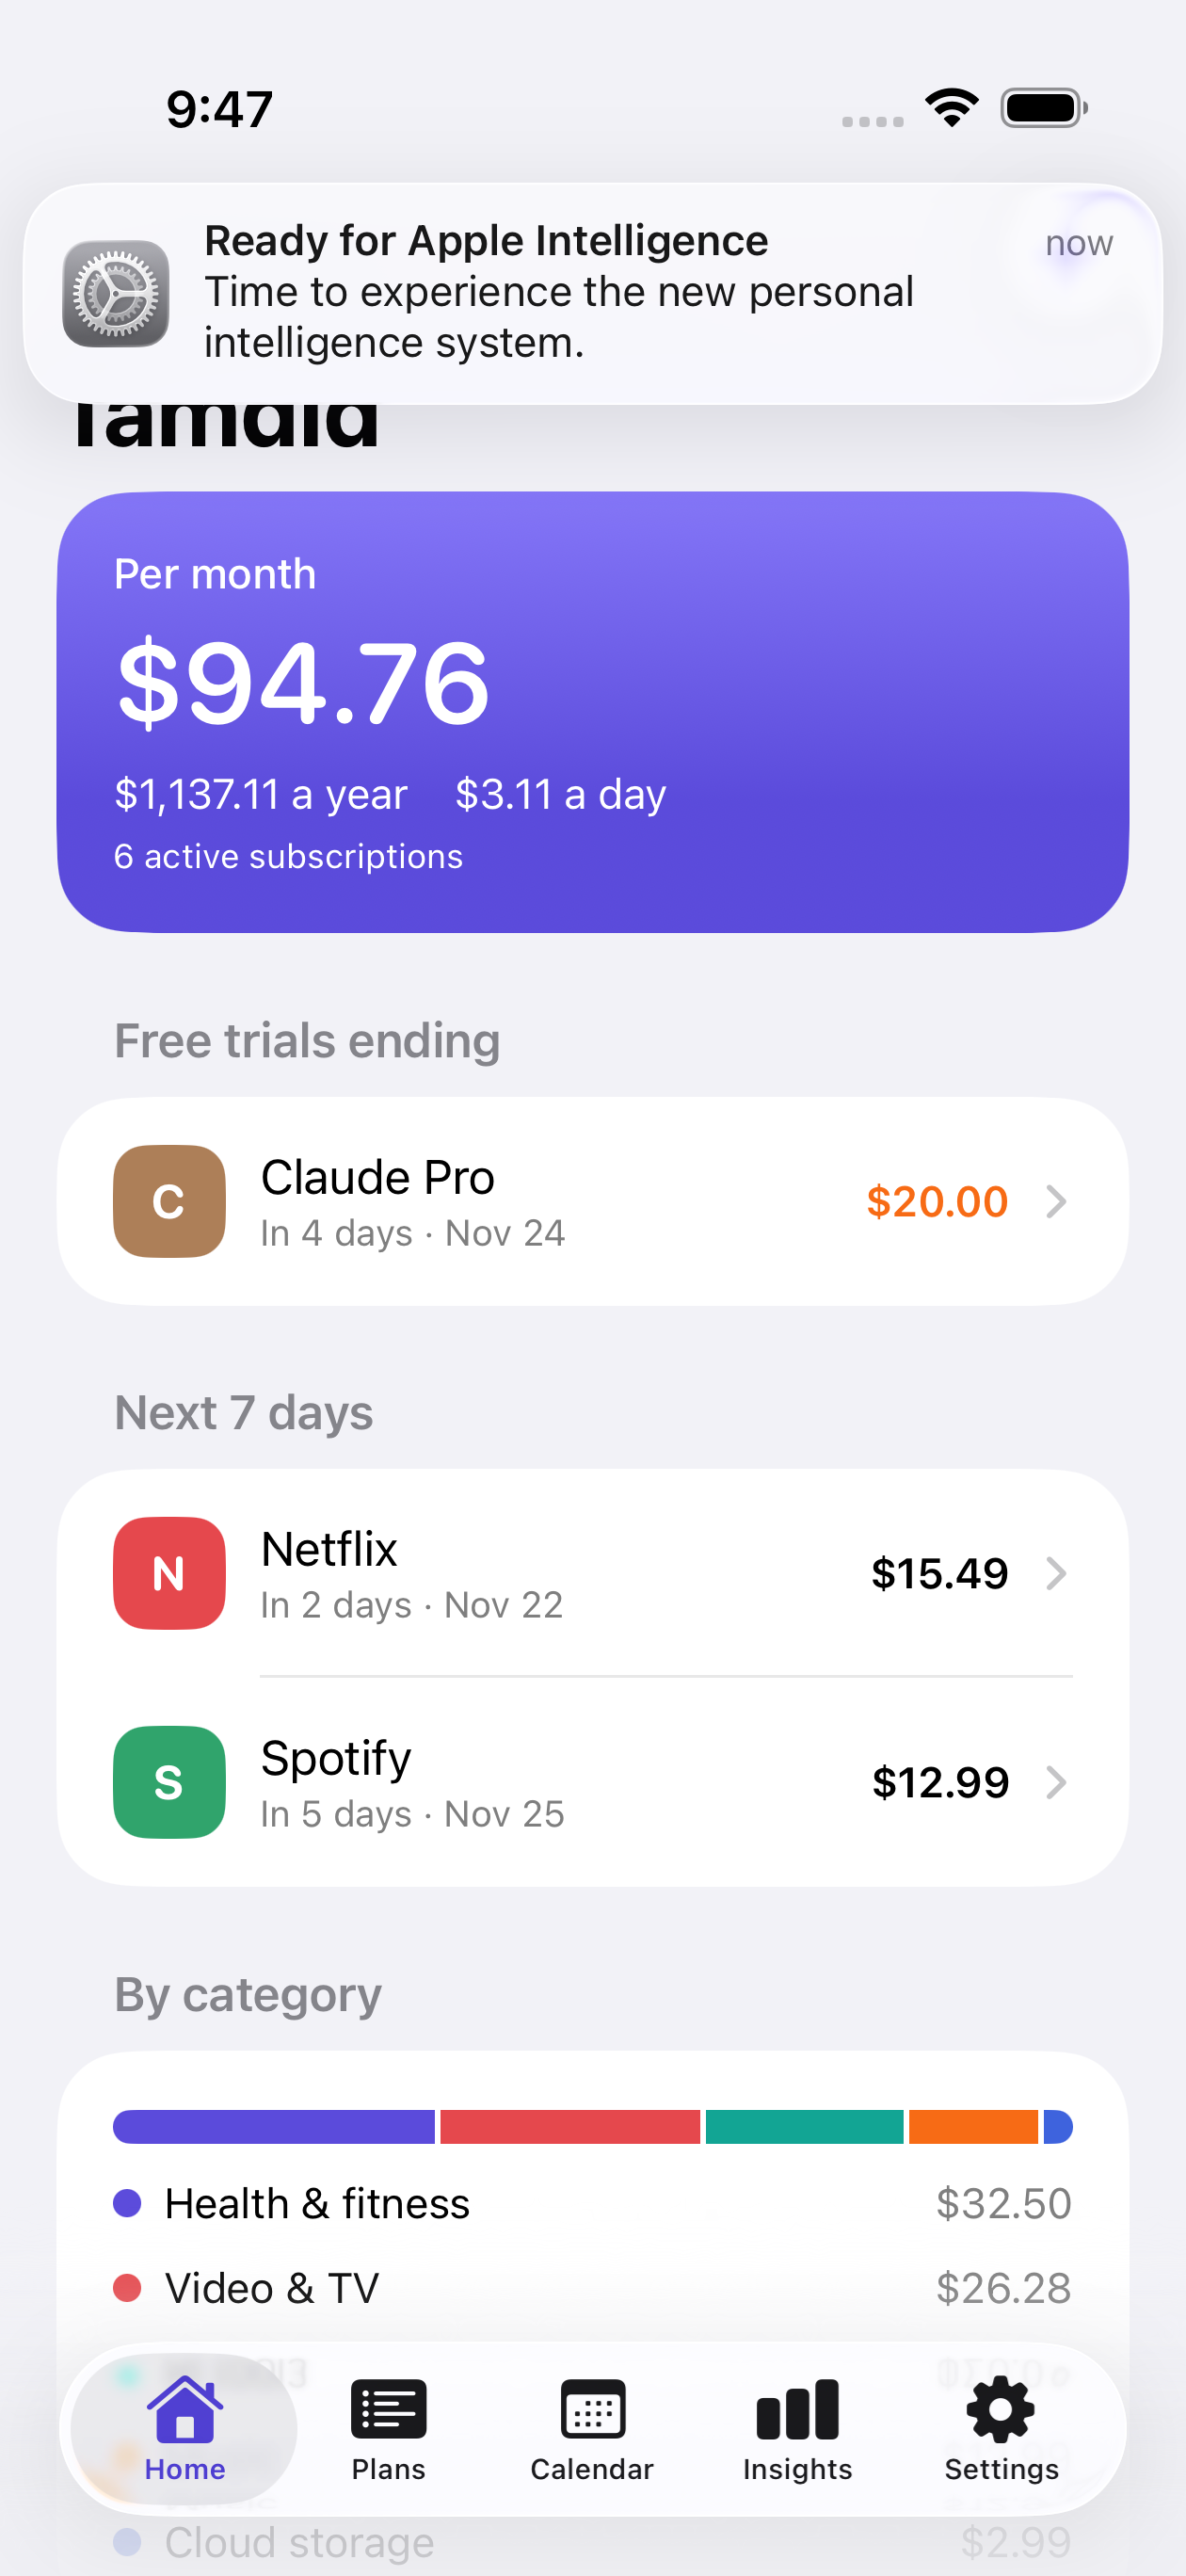 9:47
Ready for Apple Intelligence
now
Time to experience the new personal
intelligence system.
Tamdid
Per month
$94.76
$1,137.11 a year $3.11 a day
6 active subscriptions
Free trials ending
C
Claude Pro
$20.00
In 4 days · Nov 24
Next 7 days
N
Netflix
$15.49
In 2 days · Nov 22
S
Spotify
$12.99
In 5 days · Nov 25
By category
Health & fitness $32.50
Video & TV $26.28
Home Plans Calendar Insights Settings
Cloud storage $2.99